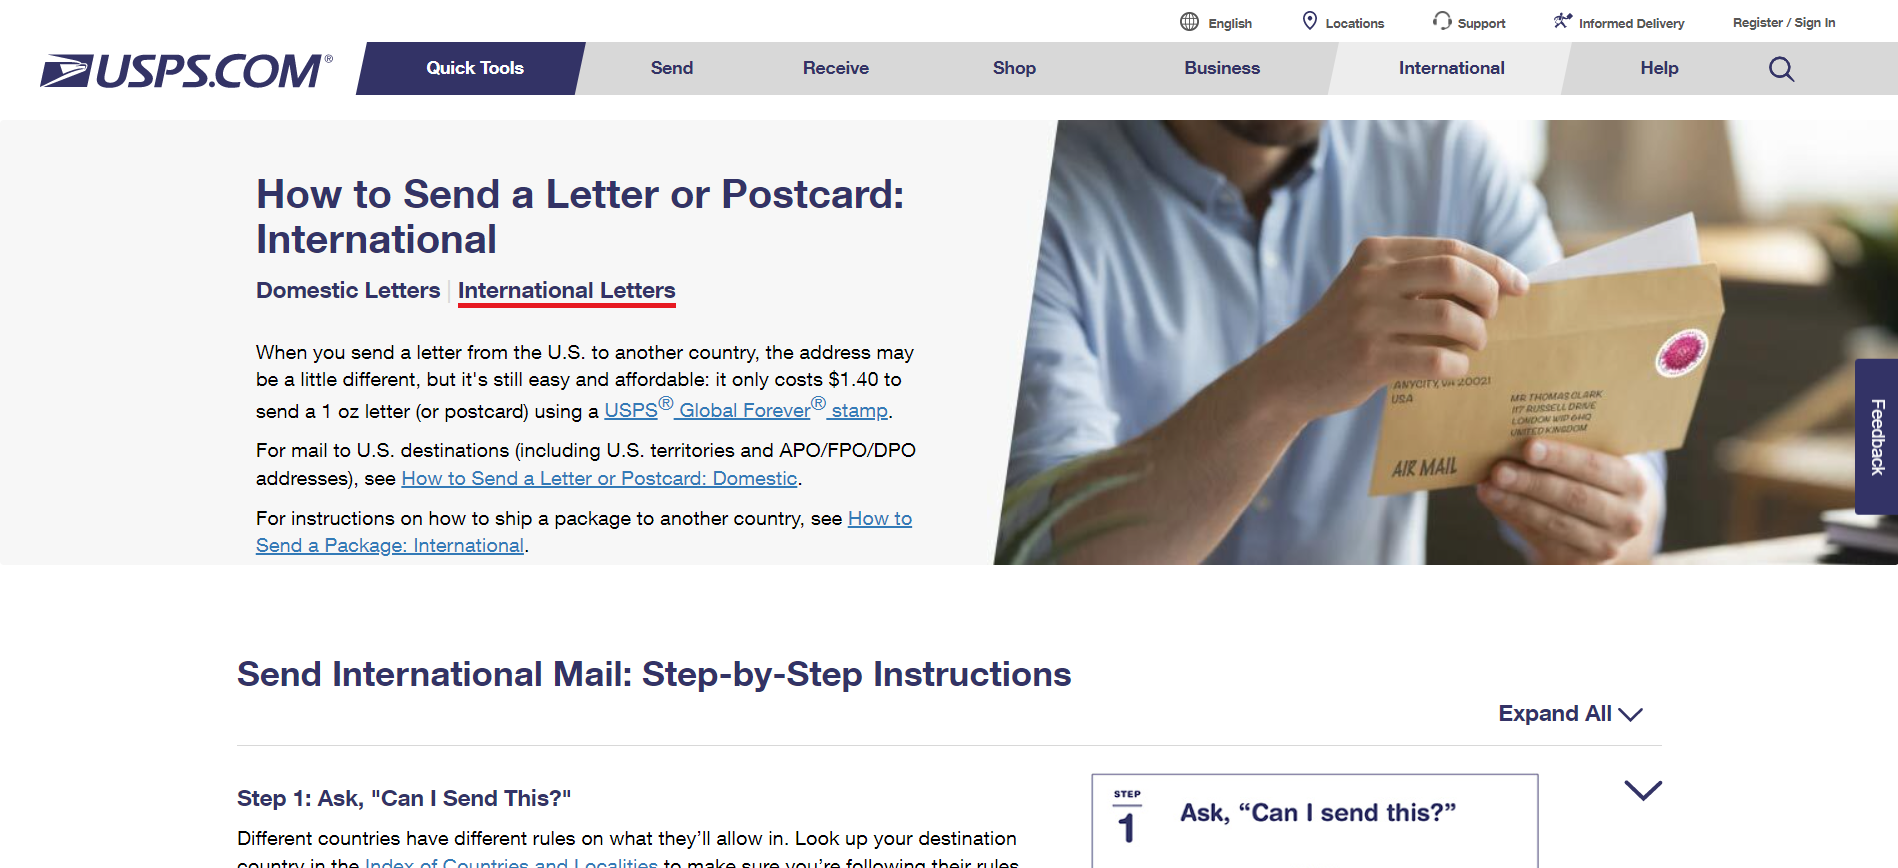 English
Locations
Support
Informed Delivery
Register / Sign In
USPS.COM®
Quick Tools
Send
Receive
Shop
Business
International
Help
How to Send a Letter or Postcard:
International
Domestic Letters
International Letters
When you send a letter from the U.S. to another country, the address may
be a little different, but it's still easy and affordable: it only costs $1.40 to
send a 1 oz letter (or postcard) using a USPS® Global Forever® stamp.
For mail to U.S. destinations (including U.S. territories and APO/FPO/DPO
addresses), see How to Send a Letter or Postcard: Domestic.
For instructions on how to ship a package to another country, see How to
Send a Package: International.
ANYCITY, VA 20021
USA
MR THOMAS CLARK
117 RUSSELL DRIVE
LONDON W1P 6HQ
UNITED KINGDOM
AIR MAIL
Feedback
Send International Mail: Step-by-Step Instructions
Expand All
Step 1: Ask, "Can I Send This?"
Different countries have different rules on what they’ll allow in. Look up your destination
country in the Index of Countries and Localities to make sure you’re following their rules
STEP
1
Ask, “Can I send this?”